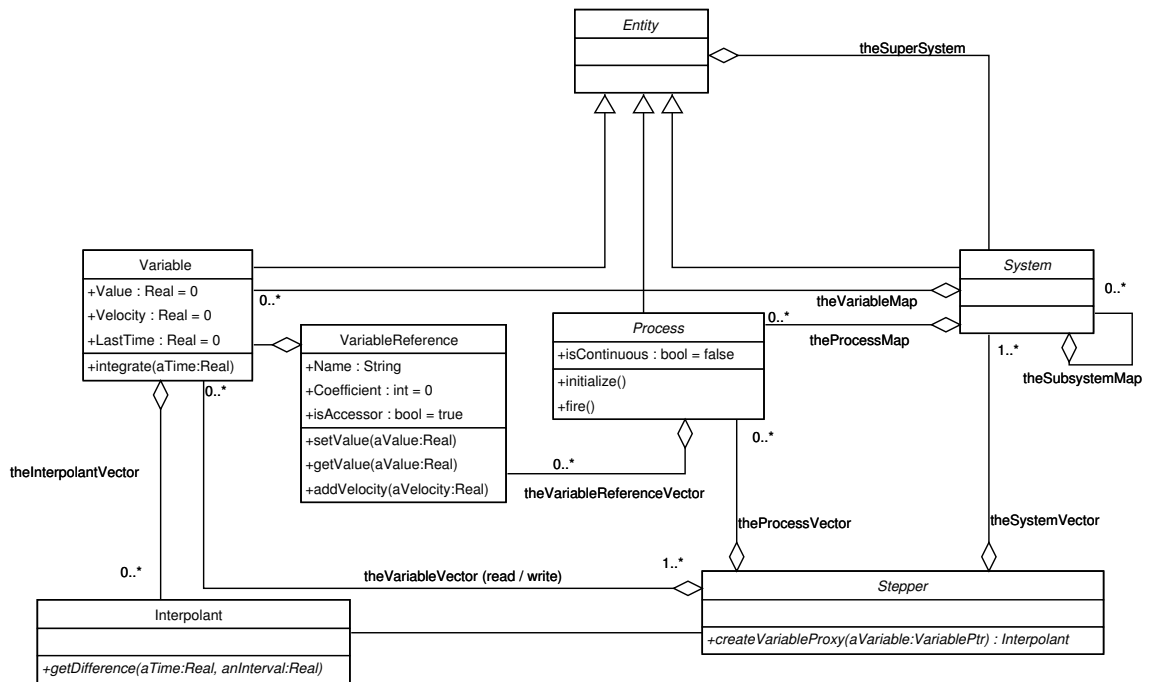 Entity
theSuperSystem
Variable
+Value : Real = 0
+Velocity : Real = 0
+LastTime : Real = 0
+integrate(aTime:Real)
0..*
theVariableMap
System
0..*
theSubsystemMap
1..*
VariableReference
+Name : String
+Coefficient : int = 0
+isAccessor : bool = true
+setValue(aValue:Real)
+getValue(aValue:Real)
+addVelocity(aVelocity:Real)
Process
+isContinuous : bool = false
+initialize()
+fire()
0..*
theProcessMap
0..*
0..*
0..*
theVariableReferenceVector
theInterpolantVector
theProcessVector
theSystemVector
0..*
theVariableVector (read / write)
1..*
Interpolant
+getDifference(aTime:Real, anInterval:Real)
Stepper
+createVariableProxy(aVariable:VariablePtr) : Interpolant